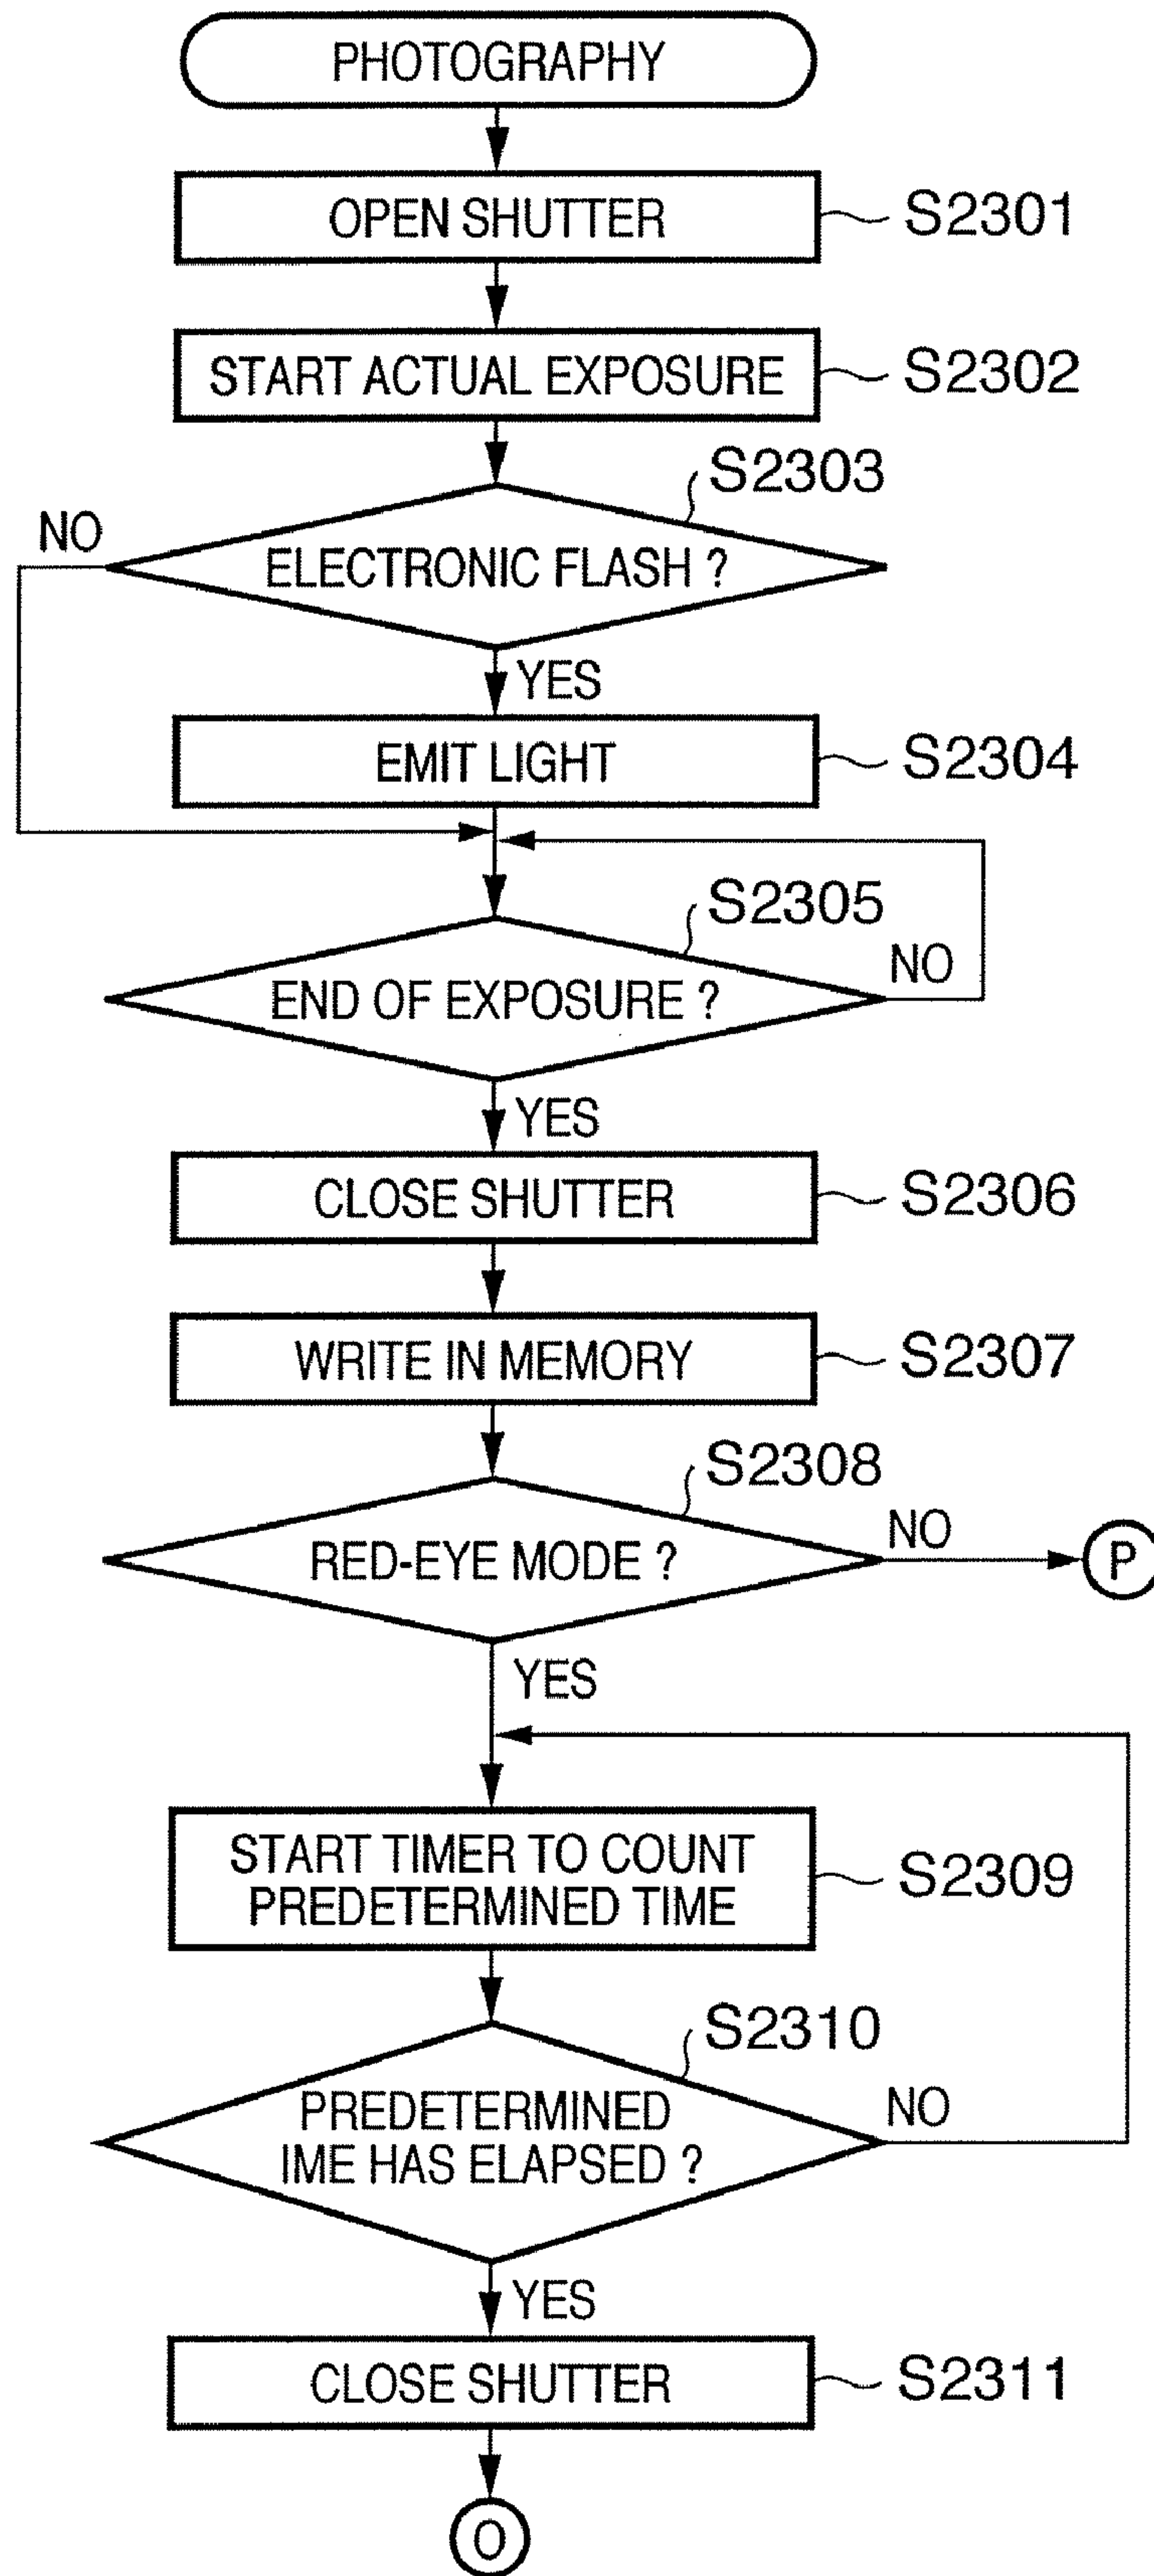 PHOTOGRAPHY
OPEN SHUTTER
S2301
START ACTUAL EXPOSURE
S2302
S2303
NO
ELECTRONIC FLASH ?
YES
EMIT LIGHT
S2304
S2305
NO
END OF EXPOSURE ?
YES
CLOSE SHUTTER
S2306
WRITE IN MEMORY
S2307
S2308
NO
RED-EYE MODE ?
P
YES
START TIMER TO COUNT
PREDETERMINED TIME
S2309
S2310
NO
PREDETERMINED
IME HAS ELAPSED ?
YES
CLOSE SHUTTER
S2311
O